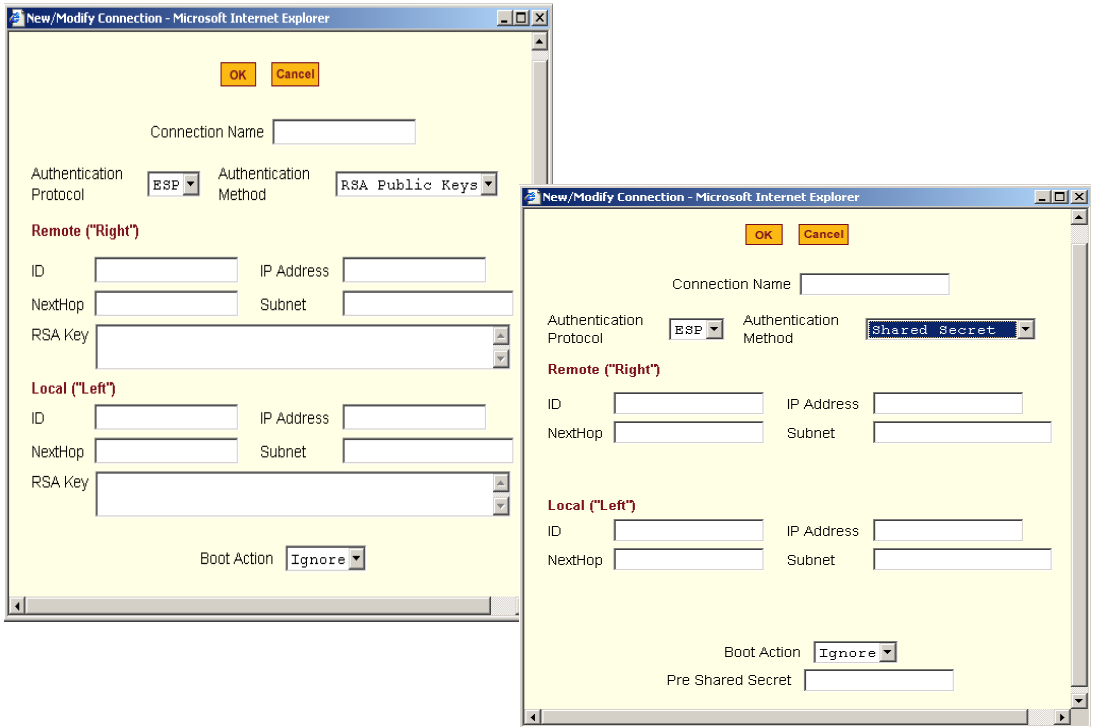 New/Modify Connection - Microsoft Internet Explorer
OK Cancel
Connection Name
Authentication Protocol ESP Authentication Method RSA Public Keys
Remote ("Right")
ID IP Address
NextHop Subnet
RSA Key
Local ("Left")
ID IP Address
NextHop Subnet
RSA Key
Boot Action Ignore
New/Modify Connection - Microsoft Internet Explorer
OK Cancel
Connection Name
Authentication Protocol ESP Authentication Method Shared Secret
Remote ("Right")
ID IP Address
NextHop Subnet
Local ("Left")
ID IP Address
NextHop Subnet
Boot Action Ignore
Pre Shared Secret